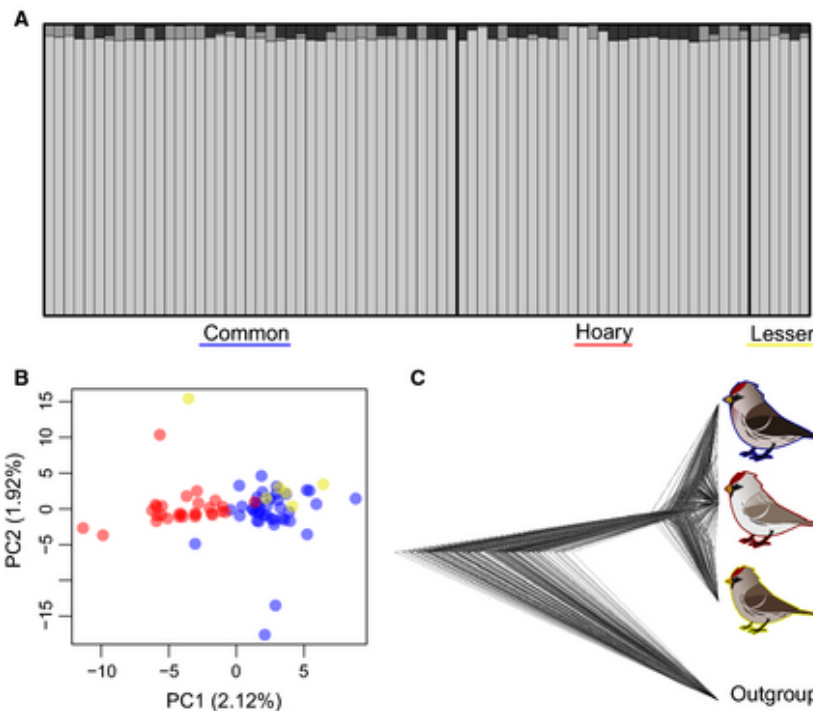 A
Common
Hoary
Lesser
B
C
15
10
5
0
−5
−15
PC2 (1.92%)
−10
−5
0
5
PC1 (2.12%)
Outgroup